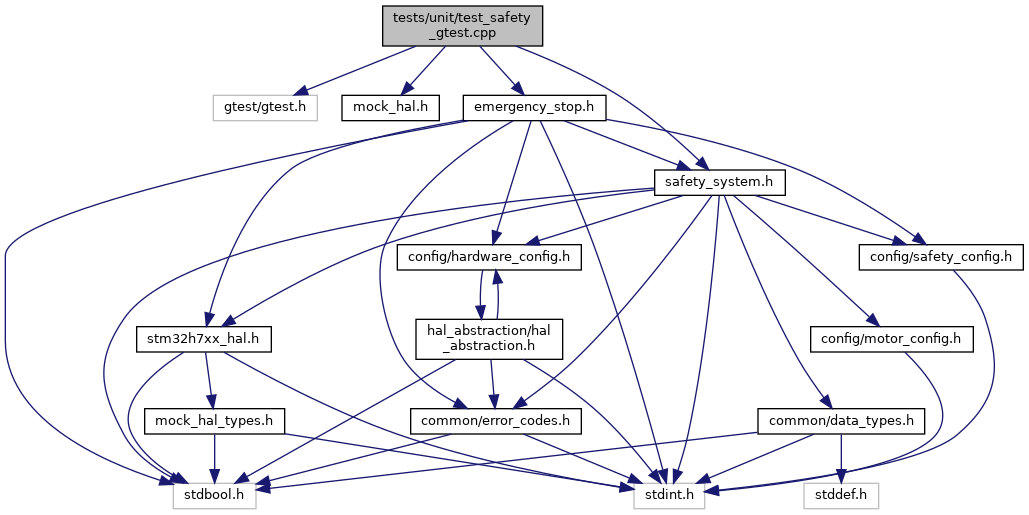 tests/unit/test_safety
_gtest.cpp
gtest/gtest.h
mock_hal.h
emergency_stop.h
safety_system.h
config/hardware_config.h
config/safety_config.h
stm32h7xx_hal.h
hal_abstraction/hal
_abstraction.h
config/motor_config.h
mock_hal_types.h
common/error_codes.h
common/data_types.h
stdbool.h
stdint.h
stddef.h